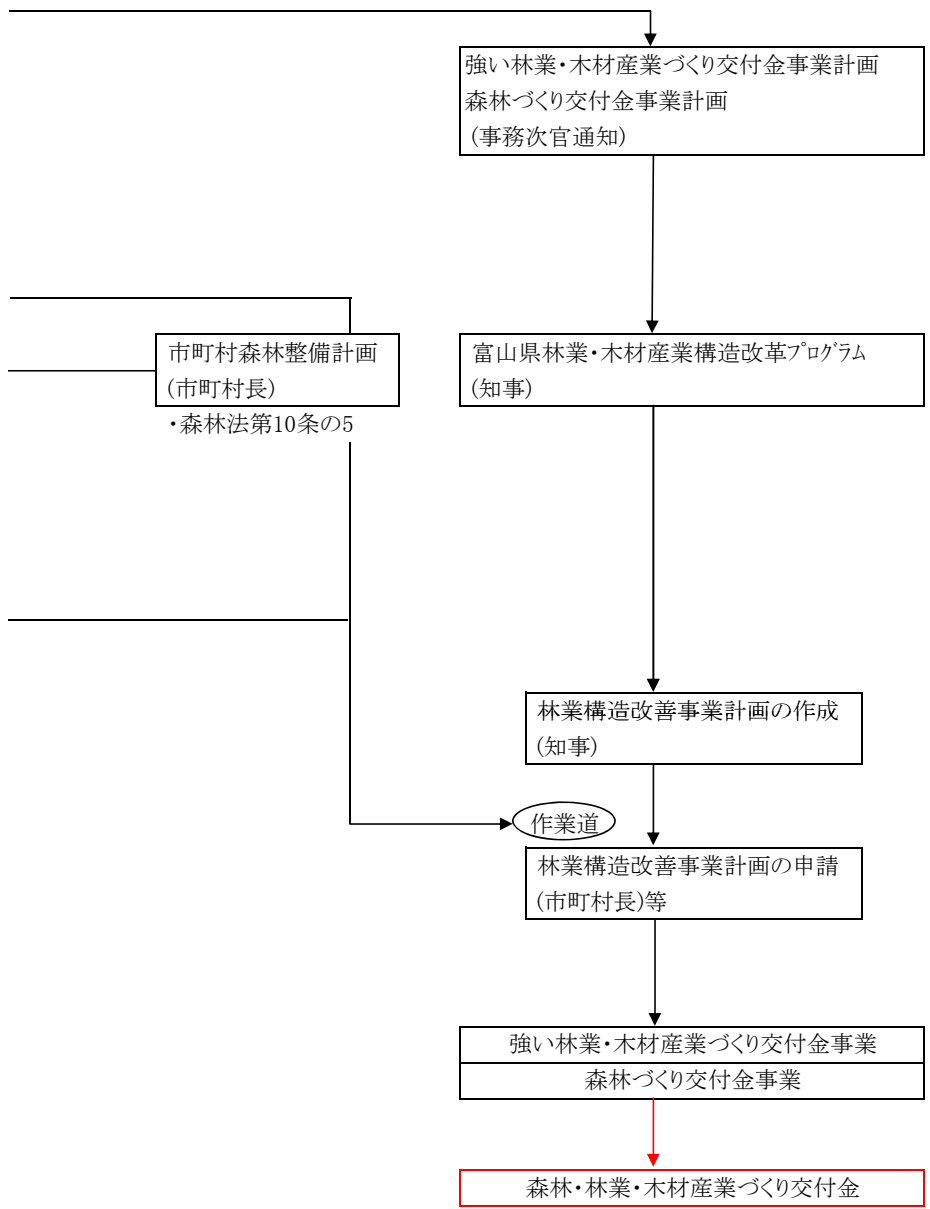 強い林業・木材産業づくり交付金事業計画
森林づくり交付金事業計画
(事務次官通知)
市町村森林整備計画
(市町村長)
・森林法第10条の5
富山県林業・木材産業構造改革ﾌﾟﾛｸﾞﾗﾑ
(知事)
林業構造改善事業計画の作成
(知事)
作業道
林業構造改善事業計画の申請
(市町村長)等
強い林業・木材産業づくり交付金事業
森林づくり交付金事業
森林・林業・木材産業づくり交付金